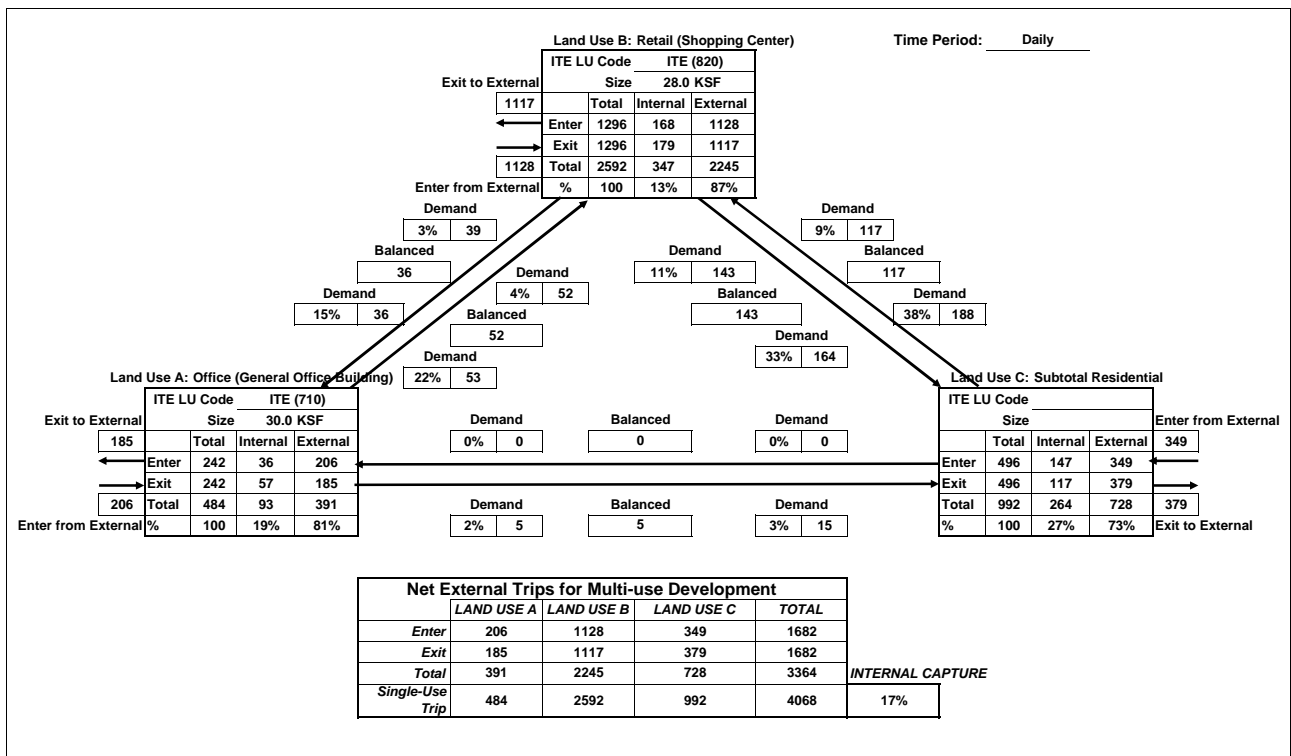 Land Use B: Retail (Shopping Center)
Time Period: Daily
ITE LU Code ITE (820)
Exit to External Size 28.0 KSF
1117 Total Internal External
Enter 1296 168 1128
Exit 1296 179 1117
1128 Total 2592 347 2245
Enter from External % 100 13% 87%
Demand Demand
3% 39 9% 117
Balanced Demand Balanced
36 11% 143 117
Demand Demand Balanced Demand
15% 36 4% 52 143 38% 188
Balanced
52
Demand Demand
22% 53 33% 164
Land Use A: Office (General Office Building) Land Use C: Subtotal Residential
ITE LU Code ITE (710) ITE LU Code
Exit to External Size 30.0 KSF Demand Balanced Demand Size Enter from External
185 Total Internal External 0% 0 0 0% 0 Total Internal External 349
Enter 242 36 206 Enter 496 147 349
Exit 242 57 185 Exit 496 117 379
206 Total 484 93 391 Demand Balanced Demand Total 992 264 728 379
Enter from External % 100 19% 81% 2% 5 5 3% 15 % 100 27% 73% Exit to External
Net External Trips for Multi-use Development
LAND USE A LAND USE B LAND USE C TOTAL
Enter 206 1128 349 1682
Exit 185 1117 379 1682
Total 391 2245 728 3364 INTERNAL CAPTURE
Single-Use Trip 484 2592 992 4068 17%